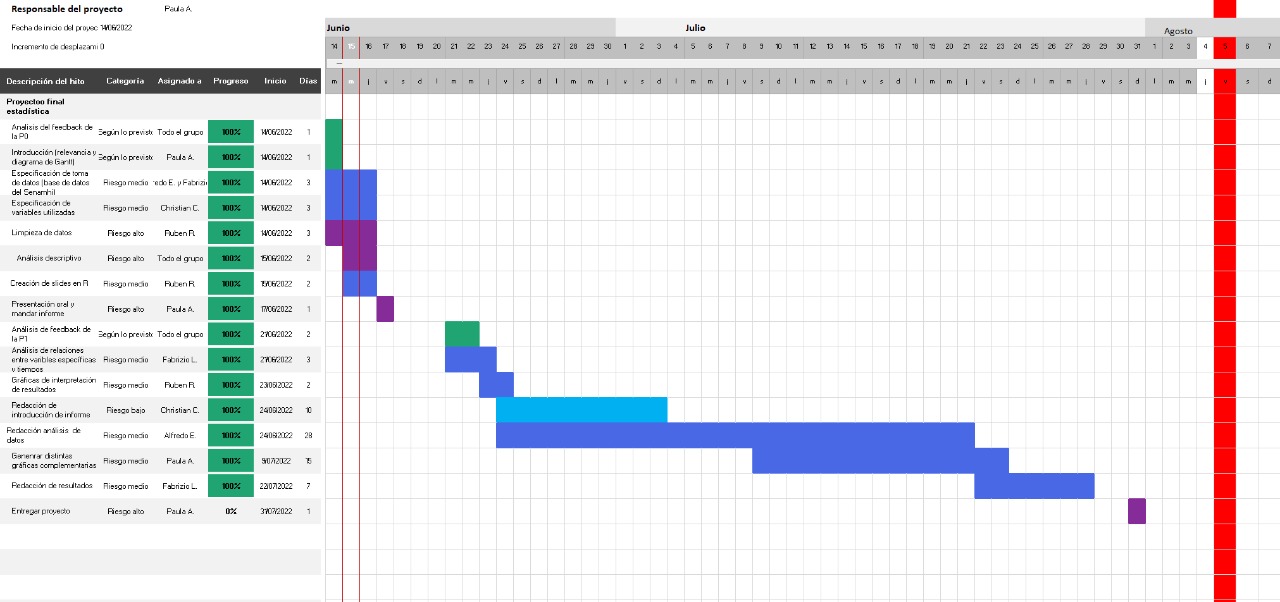 Responsable del proyecto Paula A.
Fecha de inicio del proyec 14/06/2022
Incremento de desplazami 0
Junio Julio Agosto
14 15 16 17 18 19 20 21 22 23 24 25 26 27 28 29 30 1 2 3 4 5 6 7 8 9 10 11 12 13 14 15 16 17 18 19 20 21 22 23 24 25 26 27 28 29 30 31 1 2 3 4 5 6 7
Descripción del hito Categoría Asignado a Progreso Inicio Días m m j v s d l m m j v s d l m m j v s d l m m j v s d l m m j v s d l m m j v s d l m m j v s d l m m j v s d
Proyectoo final
estadística
Analisis del feedback de
la P0 Según lo previsto Todo el grupo 100% 14/06/2022 1
Introducción (relevancia y
diagrama de Gantt) Según lo previsto Paula A. 100% 14/06/2022 1
Especificación de toma
de datos (base de datos
del Senamhi) Riesgo medio redo E. y Fabrizio 100% 14/06/2022 3
Especificación de
variables utilizadas Riesgo medio Christian C. 100% 14/06/2022 3
Limpieza de datos Riesgo alto Ruben R. 100% 14/06/2022 3
Análisis descriptivo Riesgo alto Todo el grupo 100% 15/06/2022 2
Creación de slides en R Riesgo medio Ruben R. 100% 15/06/2022 2
Presentación oral y
mandar informe Riesgo alto Paula A. 100% 17/06/2022 1
Análisis de feedback de
la P1 Según lo previsto Todo el grupo 100% 21/06/2022 2
Análisis de relaciones
entre varibles específicas
y tiempos Riesgo medio Fabrizio L. 100% 21/06/2022 3
Gráficas de interpretación
de resultados Riesgo medio Ruben R. 100% 23/06/2022 2
Redacción de
introducción de informe Riesgo bajo Christian C. 100% 24/06/2022 10
Redacción análisis de
datos Riesgo medio Alfredo E. 100% 24/06/2022 28
Genenrar distintas
gráficas complementarias Riesgo medio Paula A. 100% 9/07/2022 15
Redacción de resultados Riesgo medio Fabrizio L. 100% 22/07/2022 7
Entregar proyecto Riesgo alto Paula A. 0% 31/07/2022 1